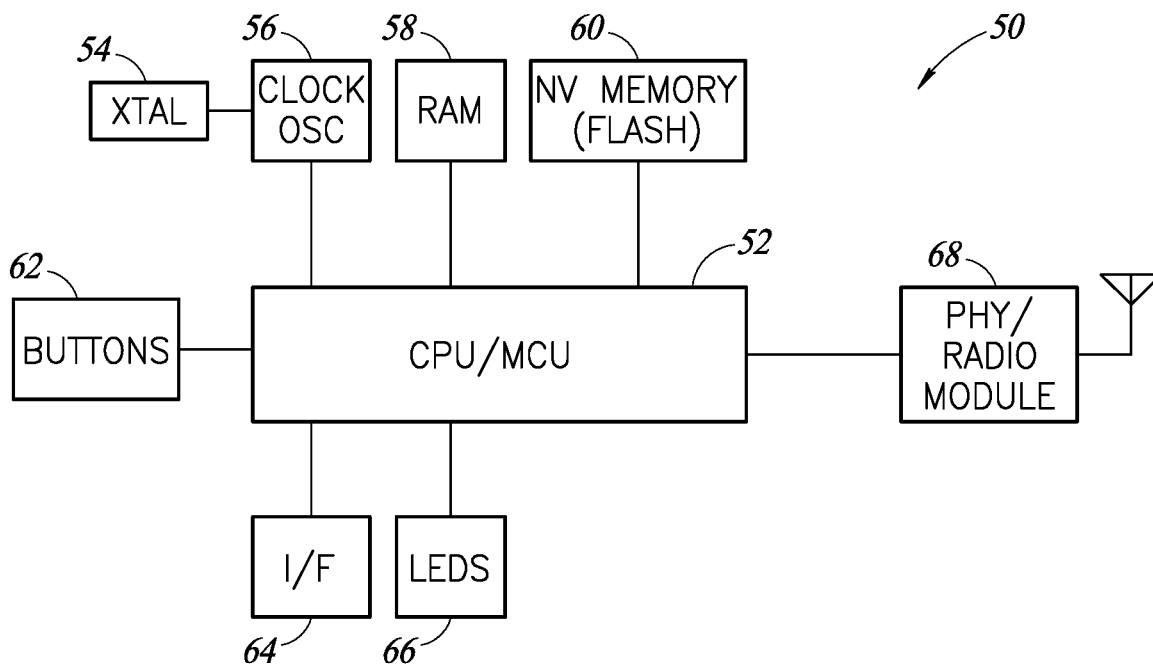 54
56
58
60
50
XTAL
CLOCK
OSC
RAM
NV MEMORY
(FLASH)
62
52
68
BUTTONS
CPU/MCU
PHY/
RADIO
MODULE
I/F
LEDS
64
66